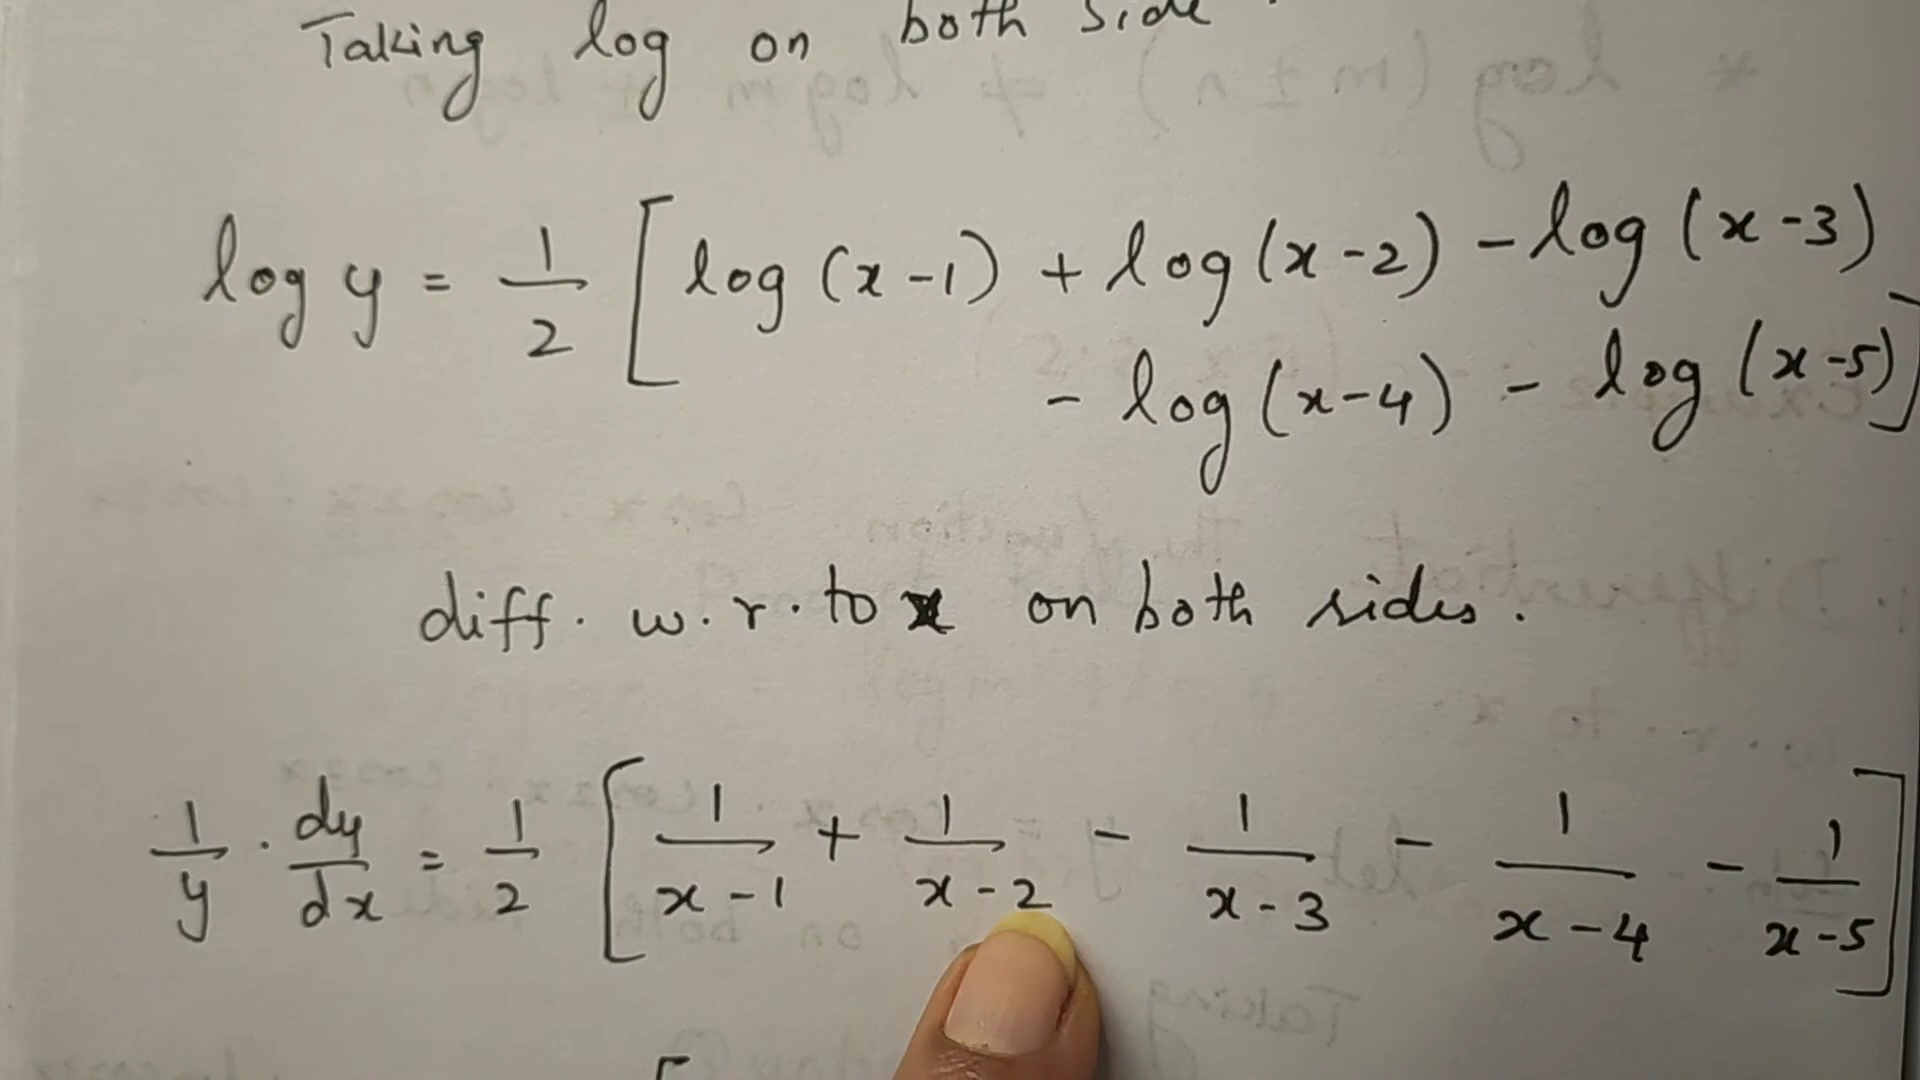 Taking log on both side.
log y = 1/2 [ log (x-1) + log (x-2) - log (x-3)
- log (x-4) - log (x-5) ]
diff. w.r.to x on both sides.
1/y . dy/dx = 1/2 [ 1/(x-1) + 1/(x-2) - 1/(x-3) - 1/(x-4) - 1/(x-5) ]